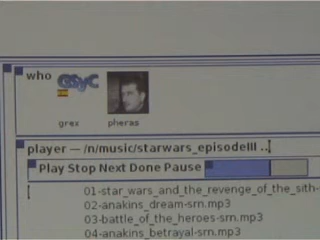 who
GSyC
grex pheras
player — /n/music/starwars_episodeIII ..
Play Stop Next Done Pause
01-star_wars_and_the_revenge_of_the_sith-
02-anakins_dream-srn.mp3
03-battle_of_the_heroes-srn.mp3
04-anakins_betrayal-srn.mp3